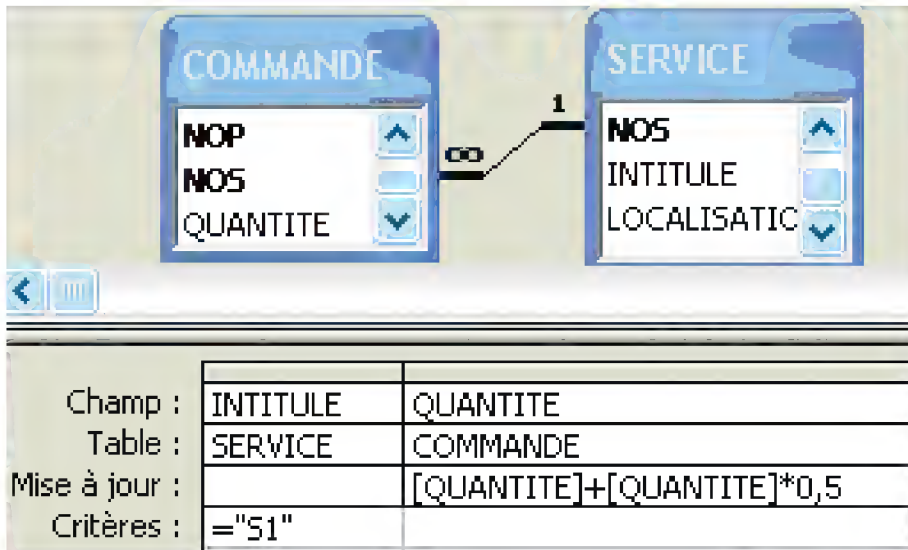 COMMANDE
NOP
NOS
QUANTITE
∞
1
SERVICE
NOS
INTITULE
LOCALISATIC
Champ : INTITULE QUANTITE
Table : SERVICE COMMANDE
Mise à jour : [QUANTITE]+[QUANTITE]*0,5
Critères : ="S1"